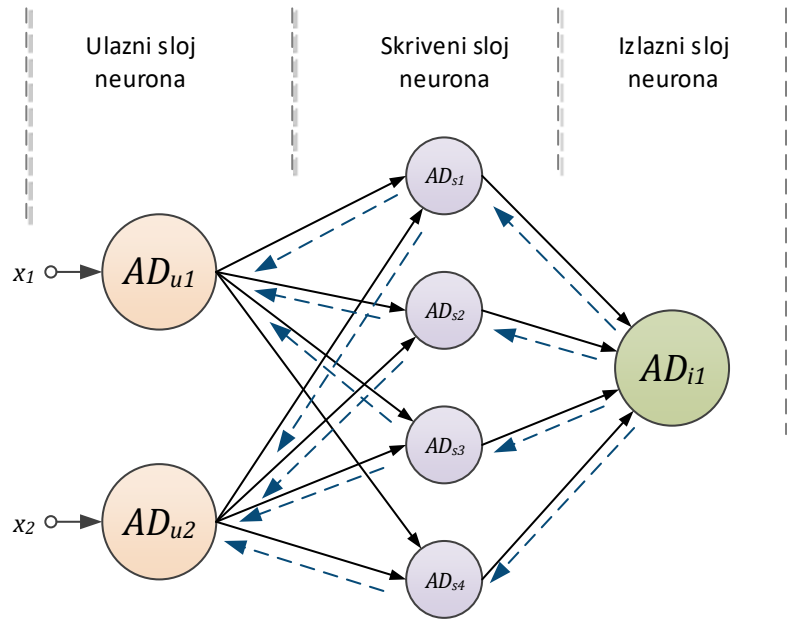 Ulazni sloj
neurona
Skriveni sloj
neurona
Izlazni sloj
neurona
x1
ADu1
x2
ADu2
ADs1
ADs2
ADs3
ADs4
ADi1